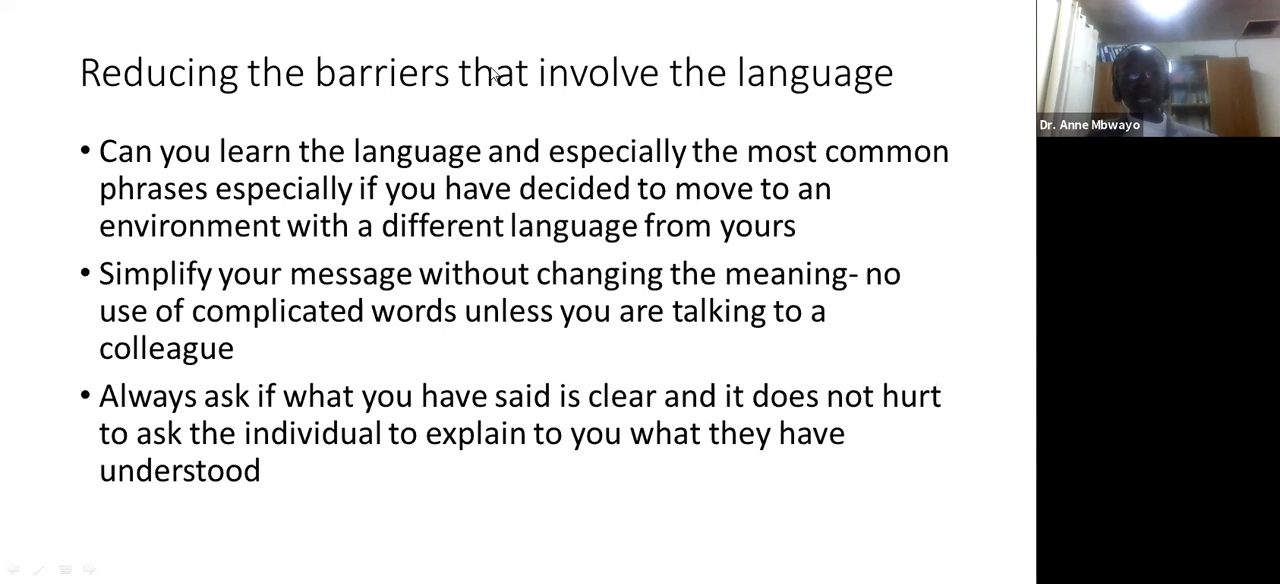 Reducing the barriers that involve the language
• Can you learn the language and especially the most common
phrases especially if you have decided to move to an
environment with a different language from yours
• Simplify your message without changing the meaning- no
use of complicated words unless you are talking to a
colleague
• Always ask if what you have said is clear and it does not hurt
to ask the individual to explain to you what they have
understood
Dr. Anne Mbwayo